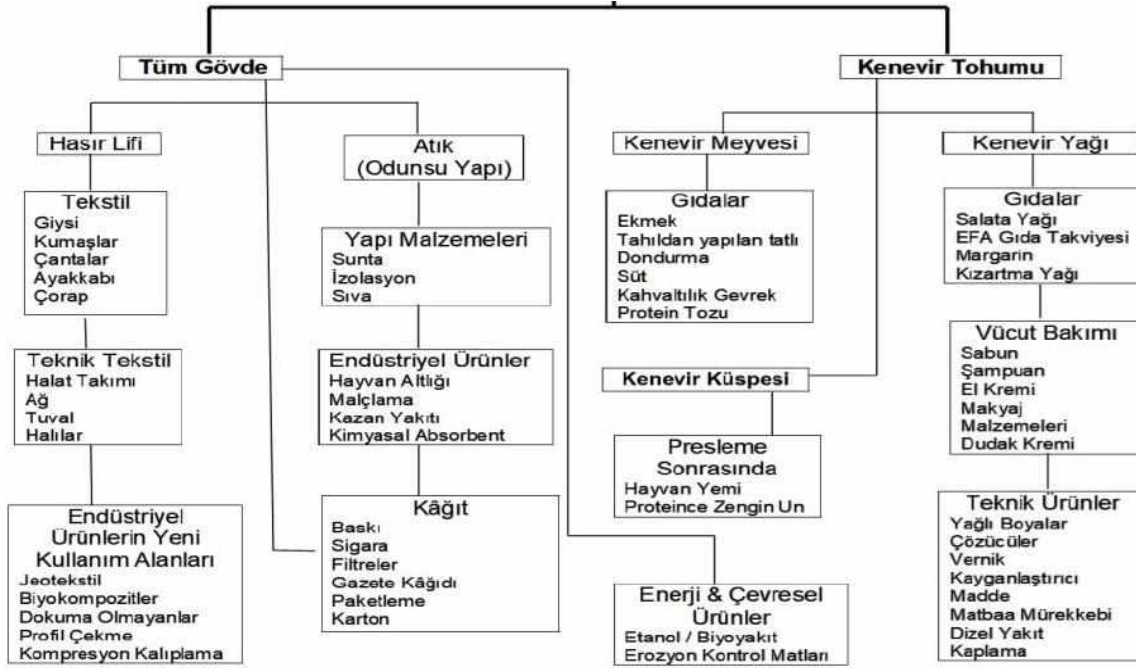 Tüm Gövde
Kenevir Tohumu
Hasır Lifi
Atık
(Odunsu Yapı)
Kenevir Meyvesi
Kenevir Yağı
Tekstil
Giysi
Kumaşlar
Çantalar
Ayakkabı
Çorap
Yapı Malzemeleri
Sunta
İzolasyon
Sıva
Gıdalar
Ekmek
Tahıldan yapılan tatlı
Dondurma
Süt
Kahvaltılık Gevrek
Protein Tozu
Gıdalar
Salata Yağı
EFA Gıda Takviyesi
Margarin
Kızartma Yağı
Teknik Tekstil
Halat Takımı
Ağ
Tuval
Halılar
Endüstriyel Ürünler
Hayvan Altlığı
Malçlama
Kazan Yakıtı
Kimyasal Absorbent
Kenevir Küspesi
Vücut Bakımı
Sabun
Şampuan
El Kremi
Makyaj
Malzemeleri
Dudak Kremi
Presleme
Sonrasında
Hayvan Yemi
Proteince Zengin Un
Endüstriyel
Ürünlerin Yeni
Kullanım Alanları
Jeotekstil
Biyokompozitler
Dokuma Olmayanlar
Profil Çekme
Kompresyon Kalıplama
Kâğıt
Baskı
Sigara
Filtreler
Gazete Kâğıdı
Paketleme
Karton
Enerji & Çevresel
Ürünler
Etanol / Biyoyakıt
Erozyon Kontrol Matları
Teknik Ürünler
Yağlı Boyalar
Çözücüler
Vernik
Kayganlaştırıcı
Madde
Matbaa Mürekkebi
Dizel Yakıt
Kaplama